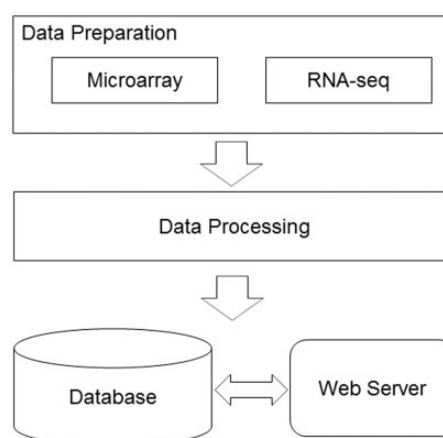 Data Preparation
Microarray
RNA-seq
Data Processing
Database
Web Server